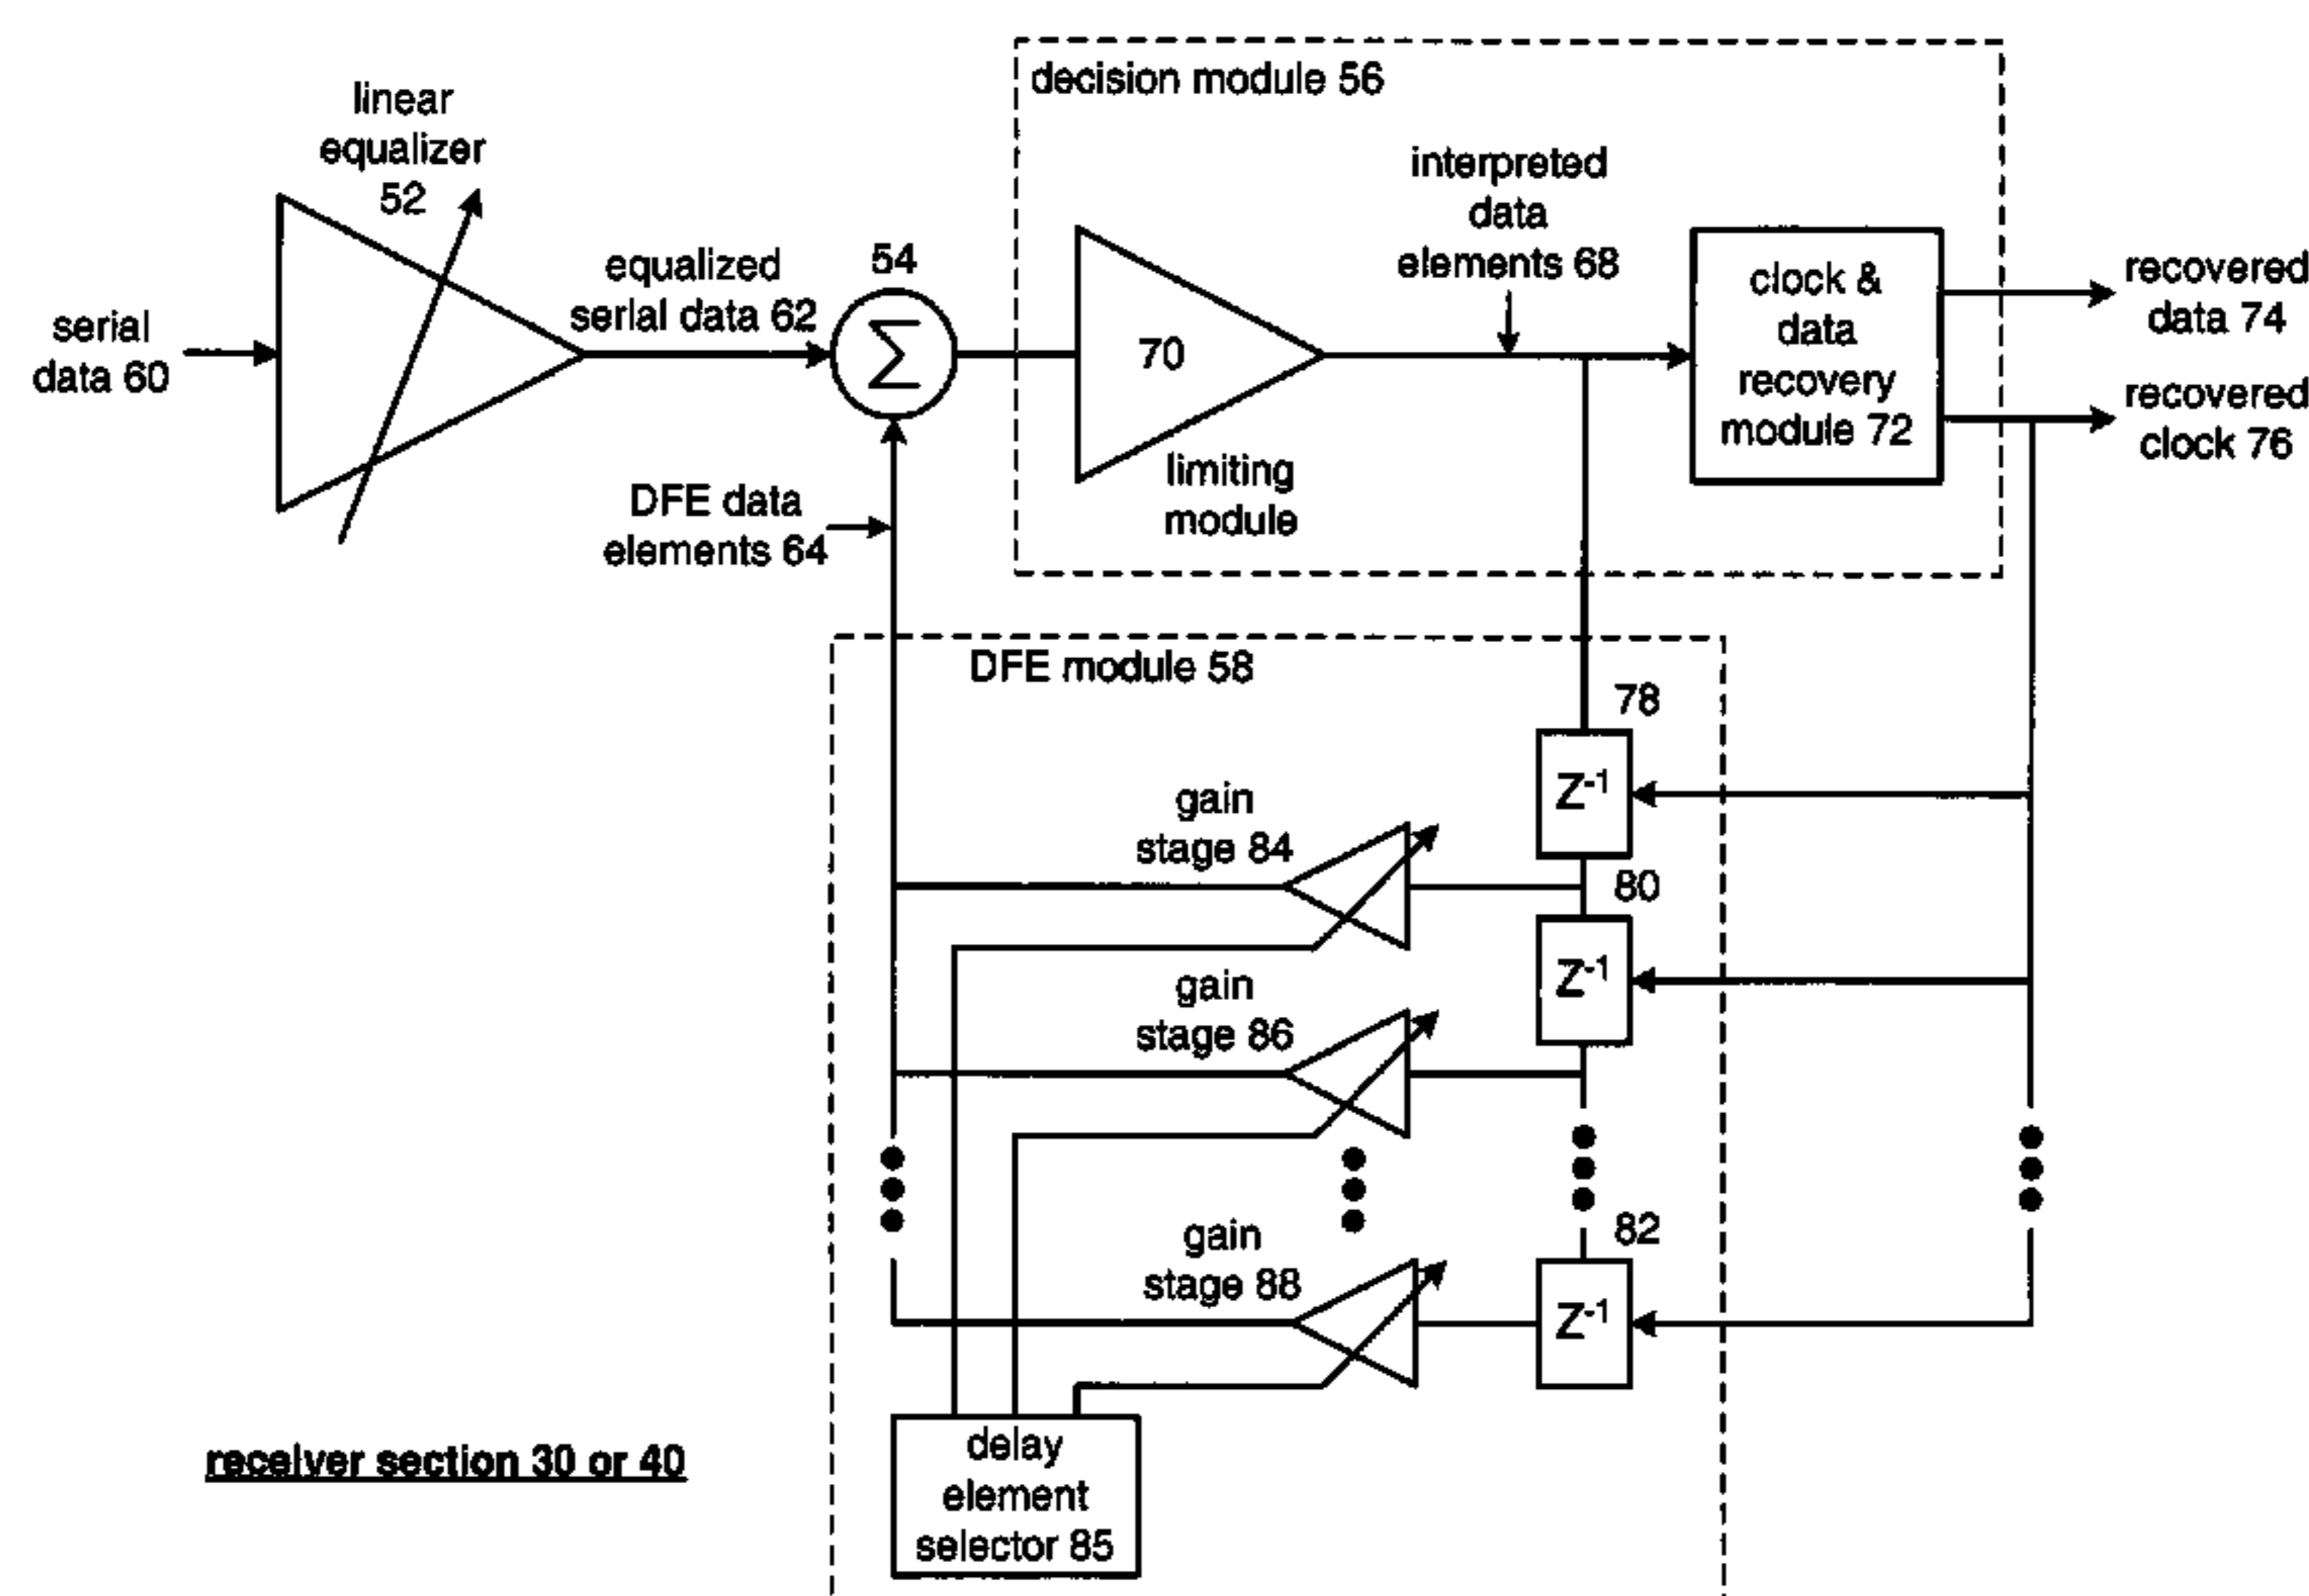 decision module 56
linear
equalizer
52
interpreted
data
elements 68
equalized
serial data 62
54
serial
data 60
Σ
70
limiting
module
clock &
data
recovery
module 72
recovered
data 74
recovered
clock 76
DFE data
elements 64
DFE module 58
78
Z-1
gain
stage 84
80
Z-1
gain
stage 86
82
gain
stage 88
Z-1
delay
element
selector 85
receiver section 30 or 40